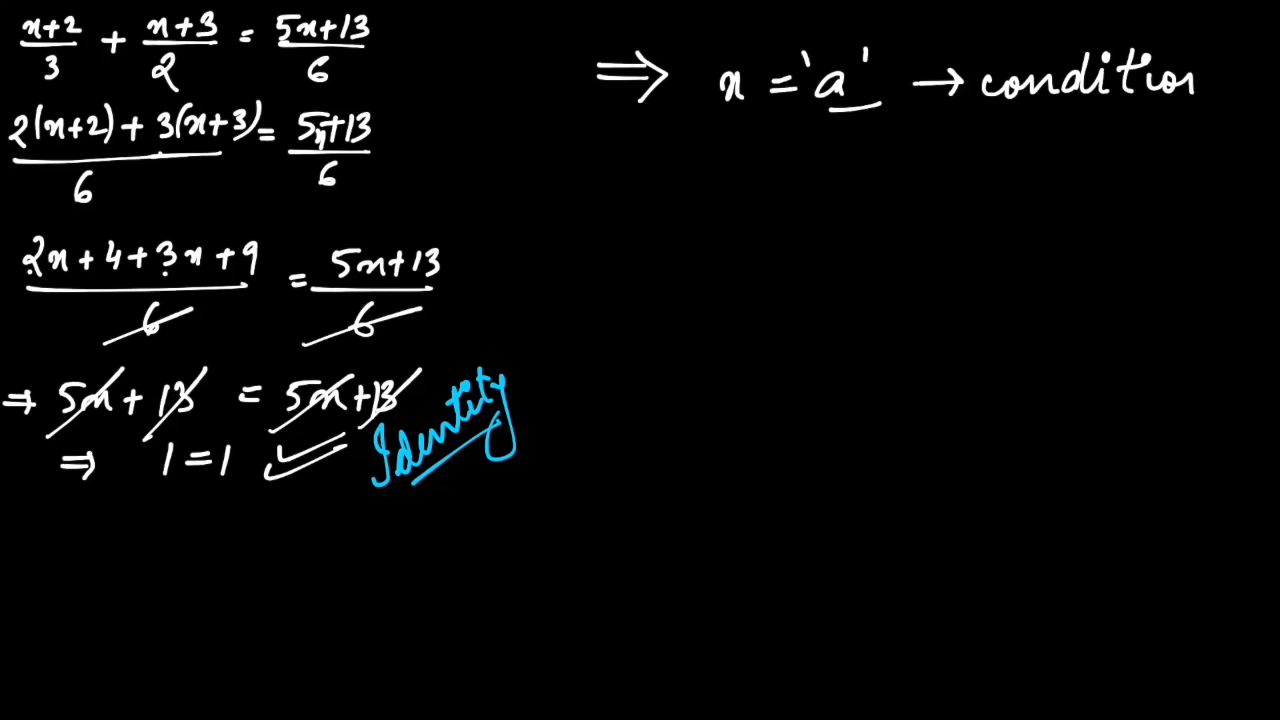 x+2/3 + x+3/2 = 5x+13/6
2(x+2) + 3(x+3)/6 = 5x+13/6
2x + 4 + 3x + 9/6 = 5x+13/6
⇒ 5x + 13 = 5x + 13
⇒ 1 = 1 Identity
⇒ x = 'a' → condition